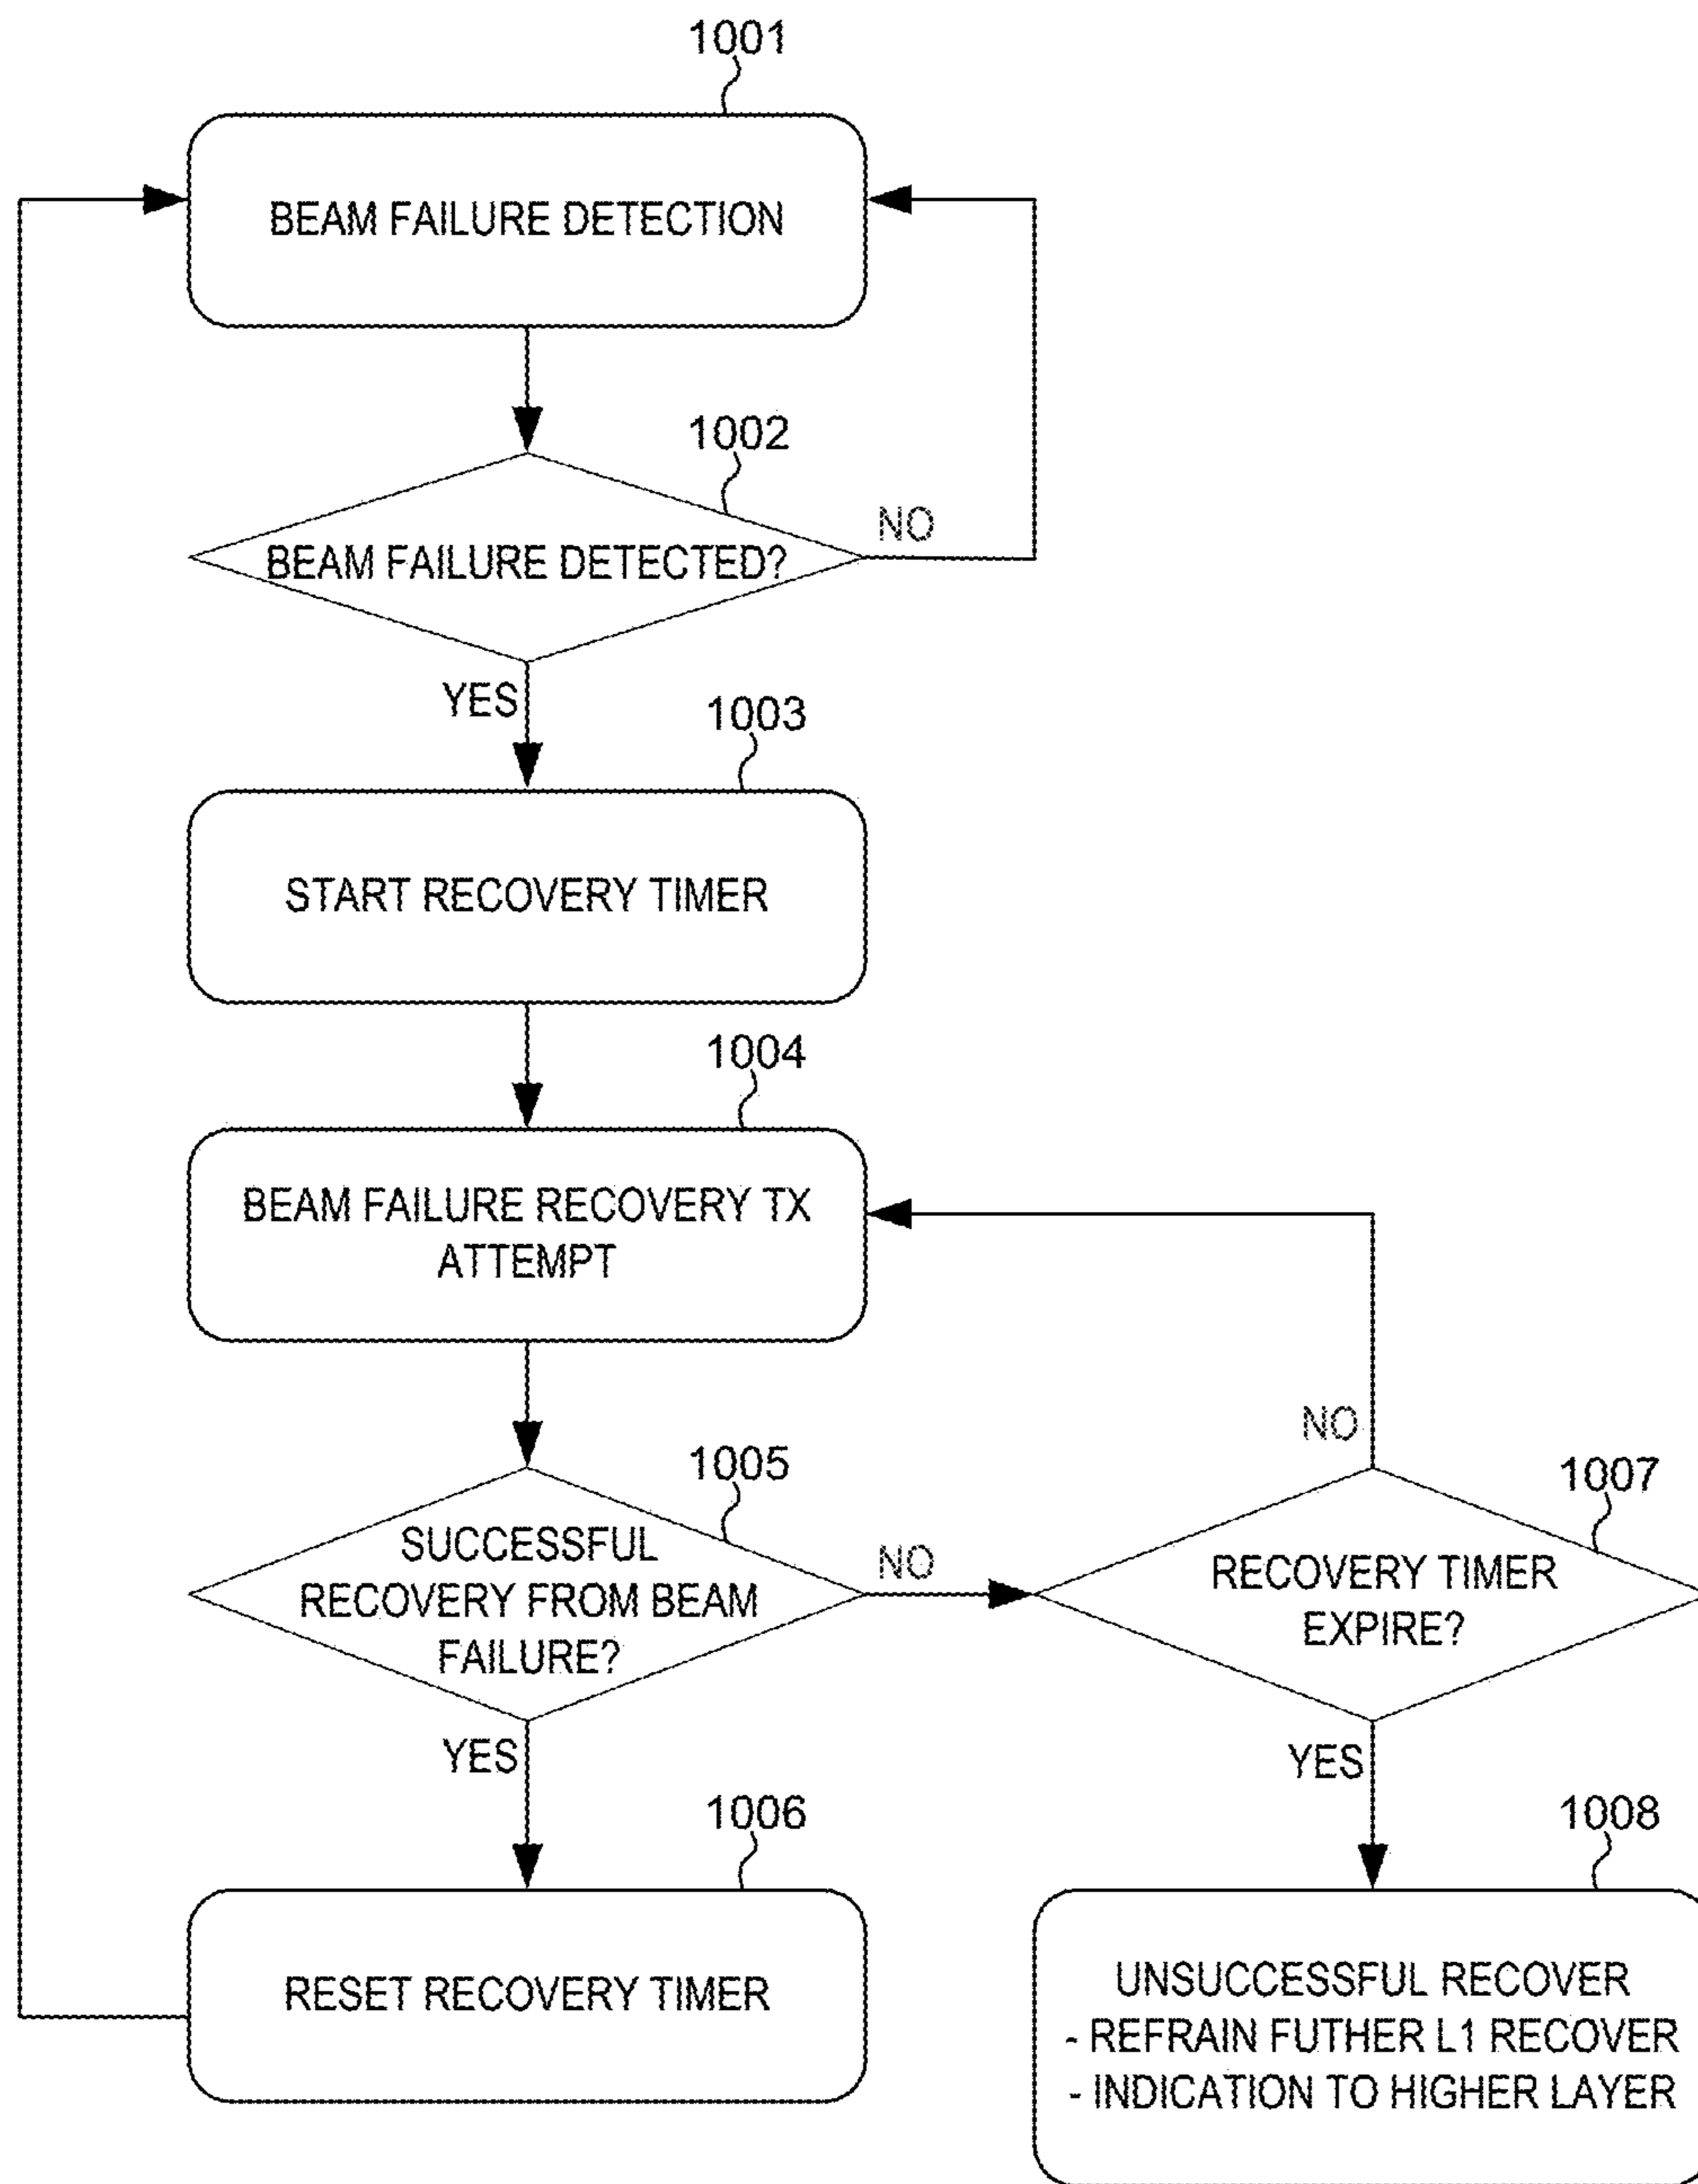 1001
BEAM FAILURE DETECTION
1002
NO
BEAM FAILURE DETECTED?
YES
1003
START RECOVERY TIMER
1004
BEAM FAILURE RECOVERY TX
ATTEMPT
NO
1005
1007
SUCCESSFUL
RECOVERY FROM BEAM
FAILURE?
NO
RECOVERY TIMER
EXPIRE?
YES
YES
1006
1008
RESET RECOVERY TIMER
UNSUCCESSFUL RECOVER
- REFRAIN FUTHER L1 RECOVER
- INDICATION TO HIGHER LAYER